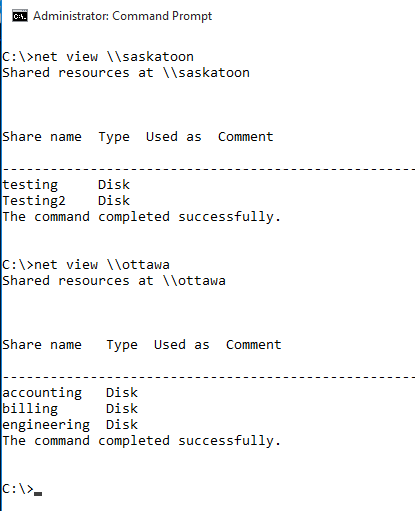 Administrator: Command Prompt
C:\>net view \\saskatoon
Shared resources at \\saskatoon
Share name  Type  Used as  Comment
-------------------------------------------------------
testing     Disk
Testing2    Disk
The command completed successfully.
C:\>net view \\ottawa
Shared resources at \\ottawa
Share name   Type  Used as  Comment
-------------------------------------------------------
accounting   Disk
billing      Disk
engineering  Disk
The command completed successfully.
C:\>